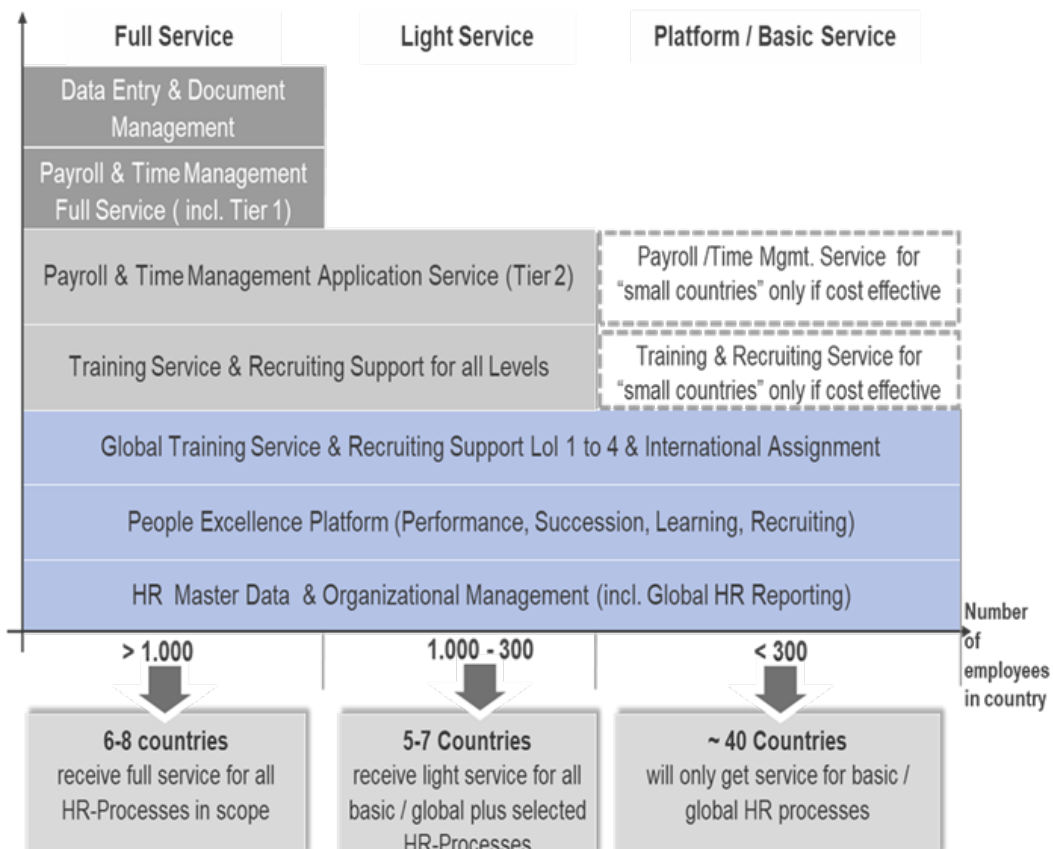 Full Service
Light Service
Platform / Basic Service
Data Entry & Document
Management
Payroll & Time Management
Full Service ( incl. Tier 1)
Payroll & Time Management Application Service (Tier 2)
Payroll /Time Mgmt. Service for
“small countries” only if cost effective
Training Service & Recruiting Support for all Levels
Training & Recruiting Service for
“small countries” only if cost effective
Global Training Service & Recruiting Support Lol 1 to 4 & International Assignment
People Excellence Platform (Performance, Succession, Learning, Recruiting)
HR Master Data & Organizational Management (incl. Global HR Reporting)
Number
of
employees
in country
> 1.000
1.000 - 300
< 300
6-8 countries
receive full service for all
HR-Processes in scope
5-7 Countries
receive light service for all
basic / global plus selected
HR-Processes
~ 40 Countries
will only get service for basic /
global HR processes